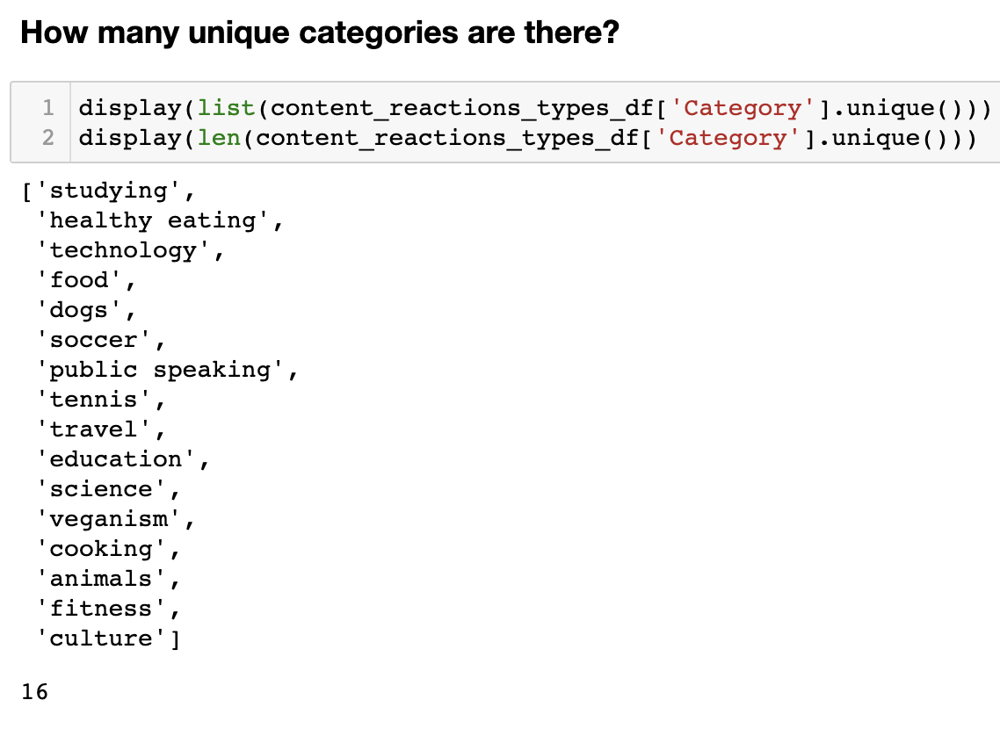 How many unique categories are there?
1 display(list(content_reactions_types_df['Category'].unique()))
2 display(len(content_reactions_types_df['Category'].unique()))
['studying',
 'healthy eating',
 'technology',
 'food',
 'dogs',
 'soccer',
 'public speaking',
 'tennis',
 'travel',
 'education',
 'science',
 'veganism',
 'cooking',
 'animals',
 'fitness',
 'culture']
16